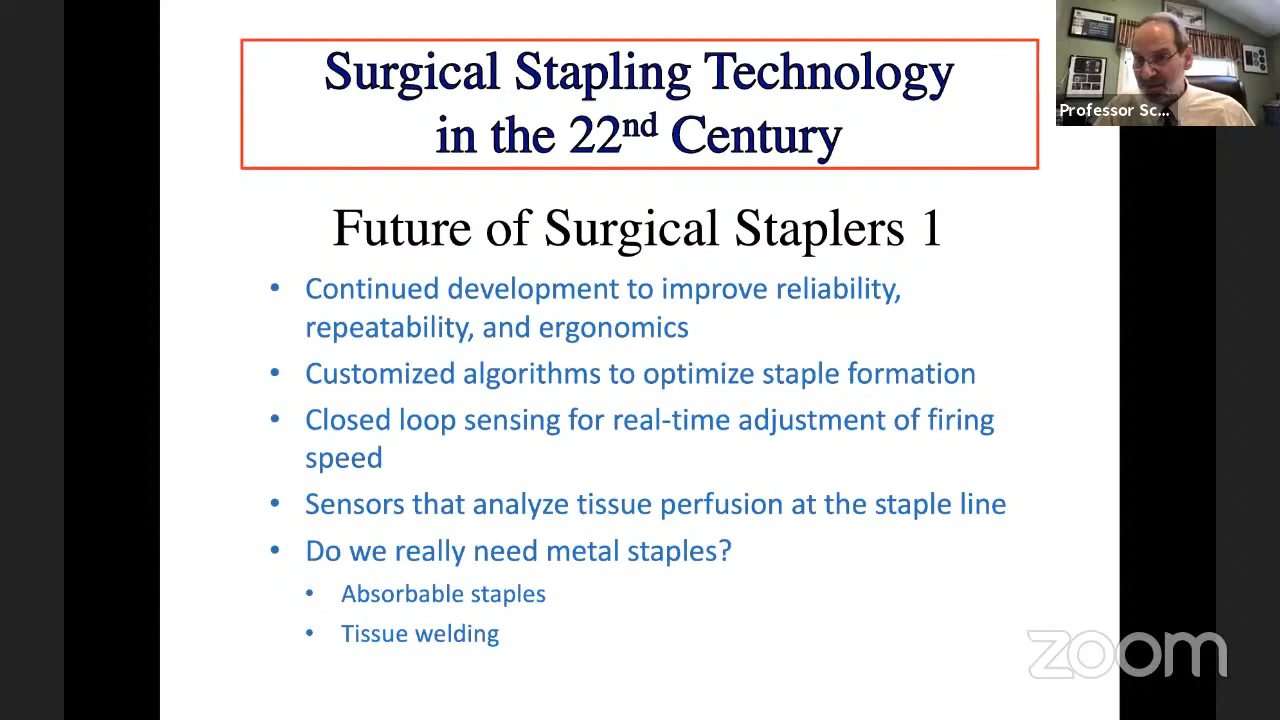 Surgical Stapling Technology
in the 22nd Century
Professor Sc...
Future of Surgical Staplers 1
• Continued development to improve reliability,
repeatability, and ergonomics
• Customized algorithms to optimize staple formation
• Closed loop sensing for real-time adjustment of firing
speed
• Sensors that analyze tissue perfusion at the staple line
• Do we really need metal staples?
• Absorbable staples
• Tissue welding
zoom